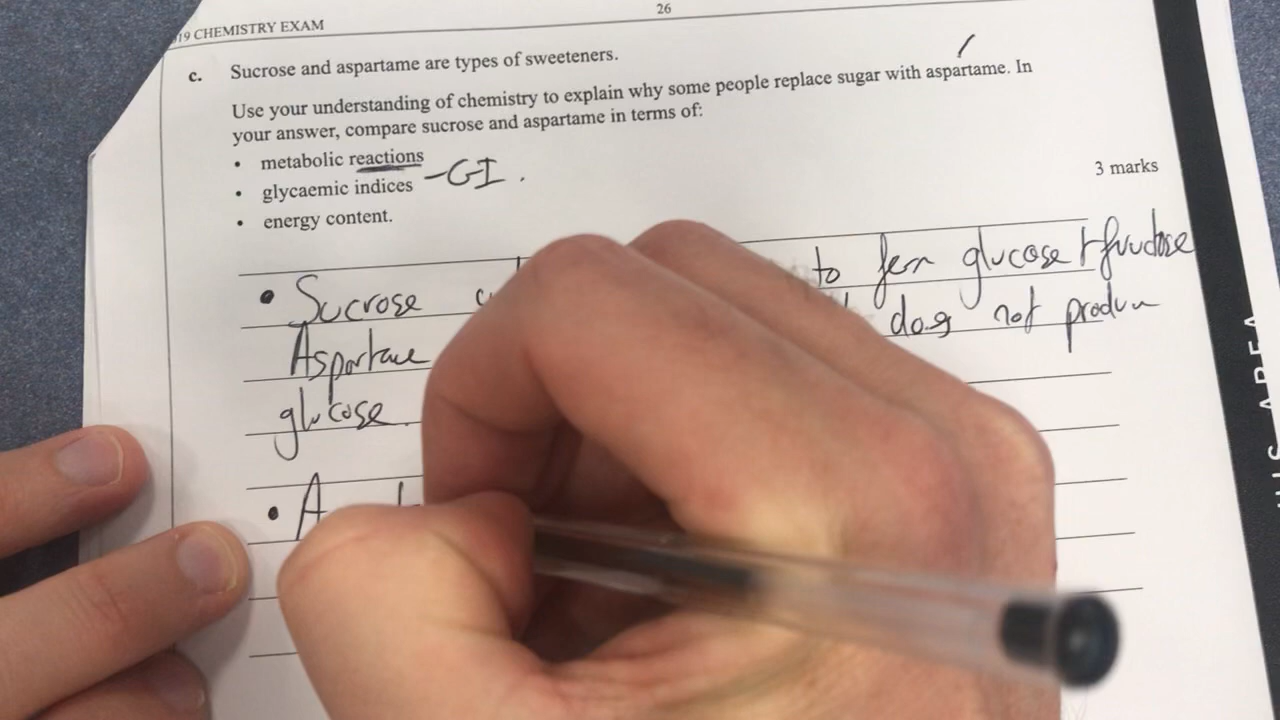 26
19 CHEMISTRY EXAM
c. Sucrose and aspartame are types of sweeteners.
Use your understanding of chemistry to explain why some people replace sugar with aspartame. In
your answer, compare sucrose and aspartame in terms of:
• metabolic reactions
• glycaemic indices - GI.
• energy content.
3 marks
• Sucrose to form glucose + fructose
Aspartame does not produce
glucose.
• A
AREA